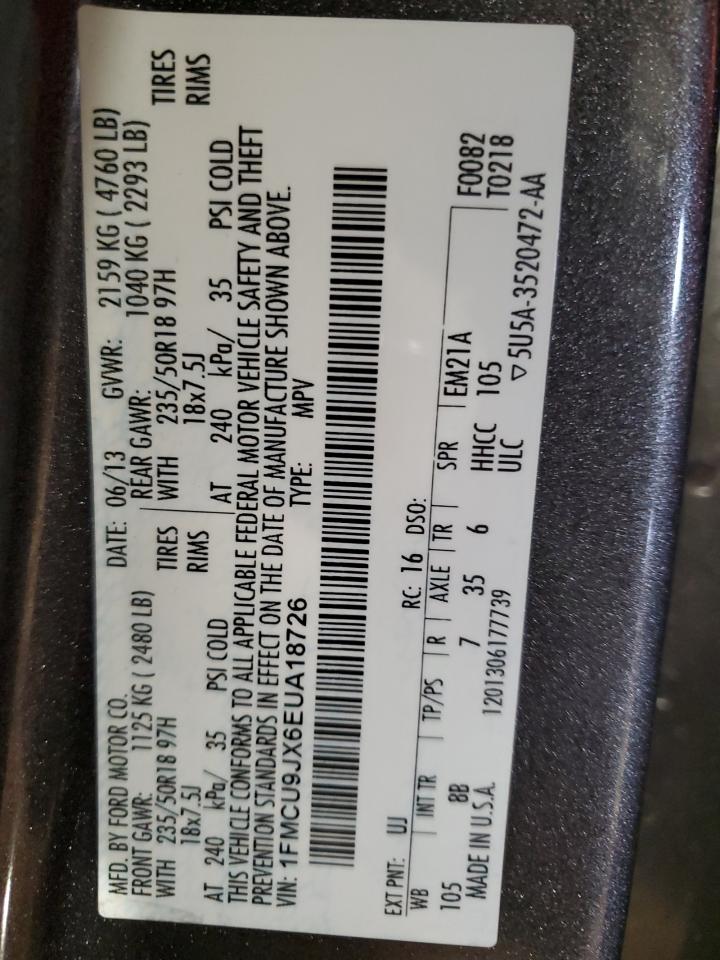 MFD. BY FORD MOTOR CO.
DATE: 06/13 GVWR: 2159 KG ( 4760 LB)
FRONT GAWR: 1125 KG ( 2480 LB)
REAR GAWR: 1040 KG ( 2293 LB)
WITH 235/50R18 97H TIRES
WITH 235/50R18 97H TIRES
18x7.5J RIMS
18x7.5J RIMS
AT 240 kPa/ 35 PSI COLD
AT 240 kPa/ 35 PSI COLD
THIS VEHICLE CONFORMS TO ALL APPLICABLE FEDERAL MOTOR VEHICLE SAFETY AND THEFT
PREVENTION STANDARDS IN EFFECT ON THE DATE OF MANUFACTURE SHOWN ABOVE.
VIN: 1FMCU9JX6EUA18726
TYPE: MPV
EXT PNT: UJ RC: 16 DSO:
WB INT TR TP/PS R AXLE TR SPR EM21A F0082
105 8B 7 35 6 HHCC 105 T0218
MADE IN U.S.A. 1201306177739 ULC ▽5U5A-3520472-AA